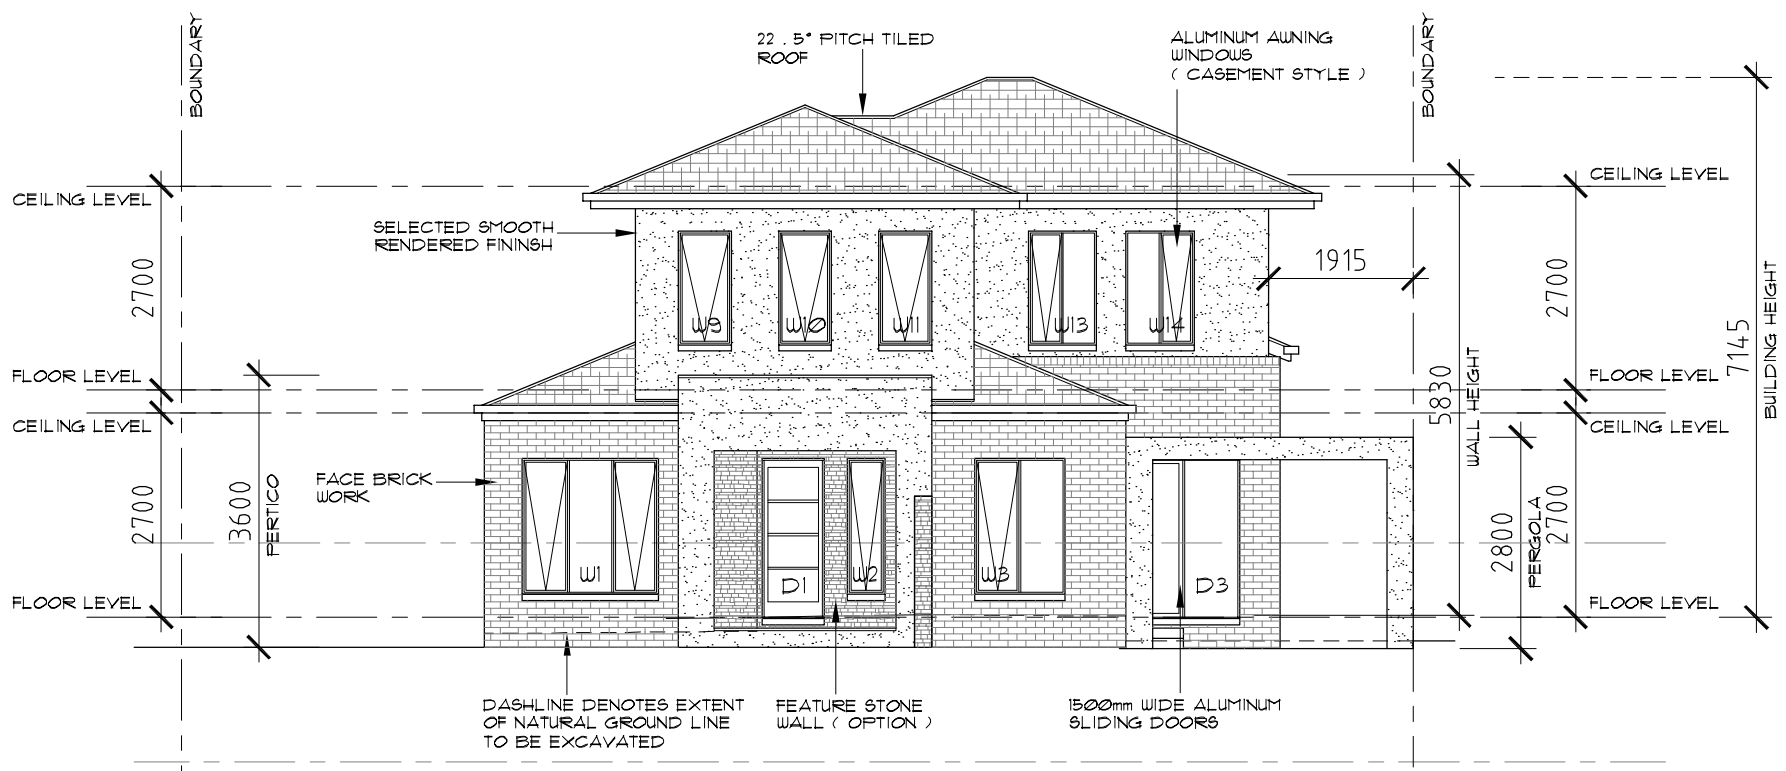 BOUNDARY
22 . 5° PITCH TILED
ROOF
ALUMINUM AWNING
WINDOWS
( CASEMENT STYLE )
BOUNDARY
CEILING LEVEL
CEILING LEVEL
SELECTED SMOOTH
RENDERED FININSH
2700
W9
W10
W11
W13
W14
1915
2700
7145
BUILDING HEIGHT
FLOOR LEVEL
FLOOR LEVEL
5830
WALL HEIGHT
CEILING LEVEL
CEILING LEVEL
2700
3600
PERTICO
FACE BRICK
WORK
W1
D1
W2
W3
D3
2800
PERGOLA
2700
FLOOR LEVEL
FLOOR LEVEL
DASHLINE DENOTES EXTENT
OF NATURAL GROUND LINE
TO BE EXCAVATED
FEATURE STONE
WALL ( OPTION )
1500mm WIDE ALUMINUM
SLIDING DOORS